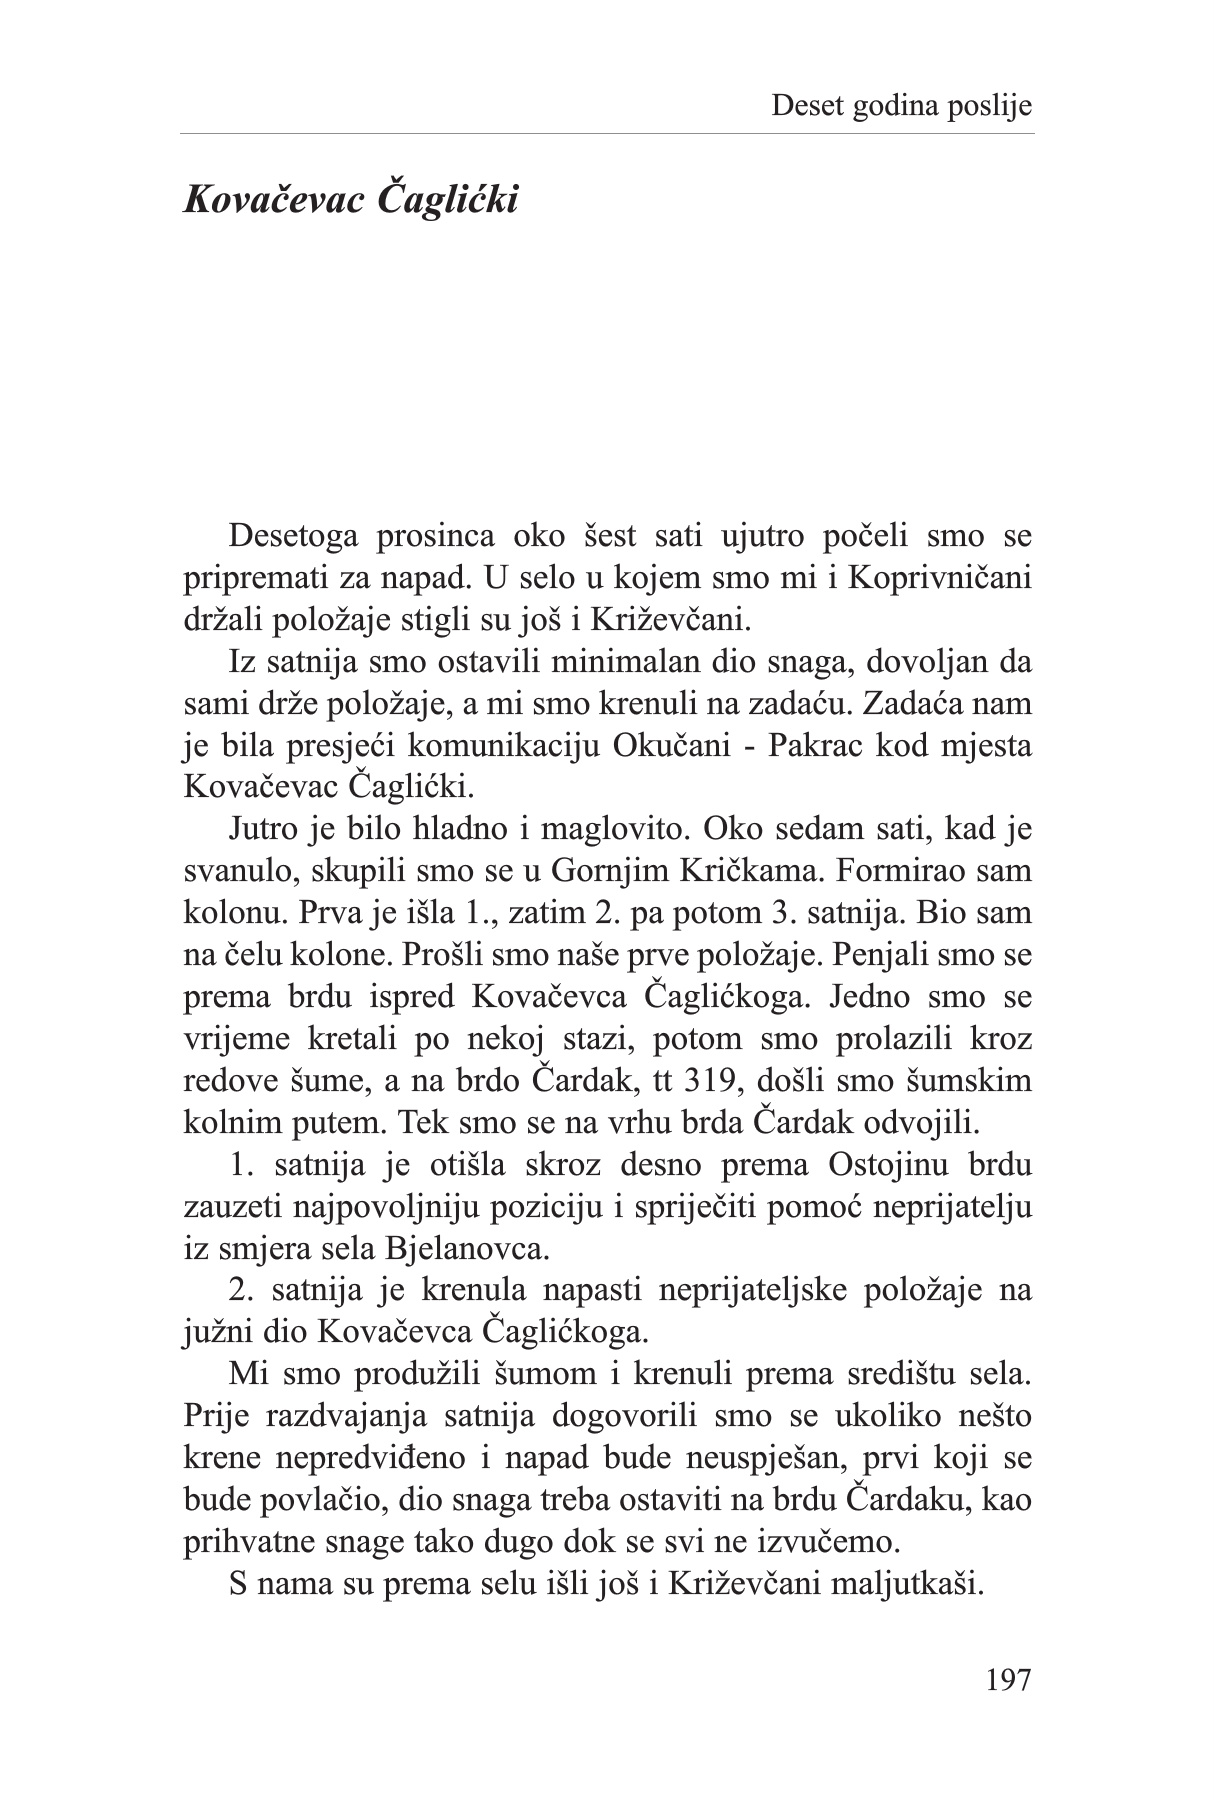 Deset godina poslije
Kovačevac Čaglićki
Desetoga prosinca oko šest sati ujutro počeli smo se
pripremati za napad. U selo u kojem smo mi i Koprivničani
držali položaje stigli su još i Križevčani.
Iz satnija smo ostavili minimalan dio snaga, dovoljan da
sami drže položaje, a mi smo krenuli na zadaću. Zadaća nam
je bila presjeći komunikaciju Okučani - Pakrac kod mjesta
Kovačevac Čaglićki.
Jutro je bilo hladno i maglovito. Oko sedam sati, kad je
svanulo, skupili smo se u Gornjim Kričkama. Formirao sam
kolonu. Prva je išla 1., zatim 2. pa potom 3. satnija. Bio sam
na čelu kolone. Prošli smo naše prve položaje. Penjali smo se
prema brdu ispred Kovačevca Čaglićkoga. Jedno smo se
vrijeme kretali po nekoj stazi, potom smo prolazili kroz
redove šume, a na brdo Čardak, tt 319, došli smo šumskim
kolnim putem. Tek smo se na vrhu brda Čardak odvojili.
1. satnija je otišla skroz desno prema Ostojinu brdu
zauzeti najpovoljniju poziciju i spriječiti pomoć neprijatelju
iz smjera sela Bjelanovca.
2. satnija je krenula napasti neprijateljske položaje na
južni dio Kovačevca Čaglićkoga.
Mi smo produžili šumom i krenuli prema središtu sela.
Prije razdvajanja satnija dogovorili smo se ukoliko nešto
krene nepredviđeno i napad bude neuspješan, prvi koji se
bude povlačio, dio snaga treba ostaviti na brdu Čardaku, kao
prihvatne snage tako dugo dok se svi ne izvučemo.
S nama su prema selu išli još i Križevčani maljutkaši.
197